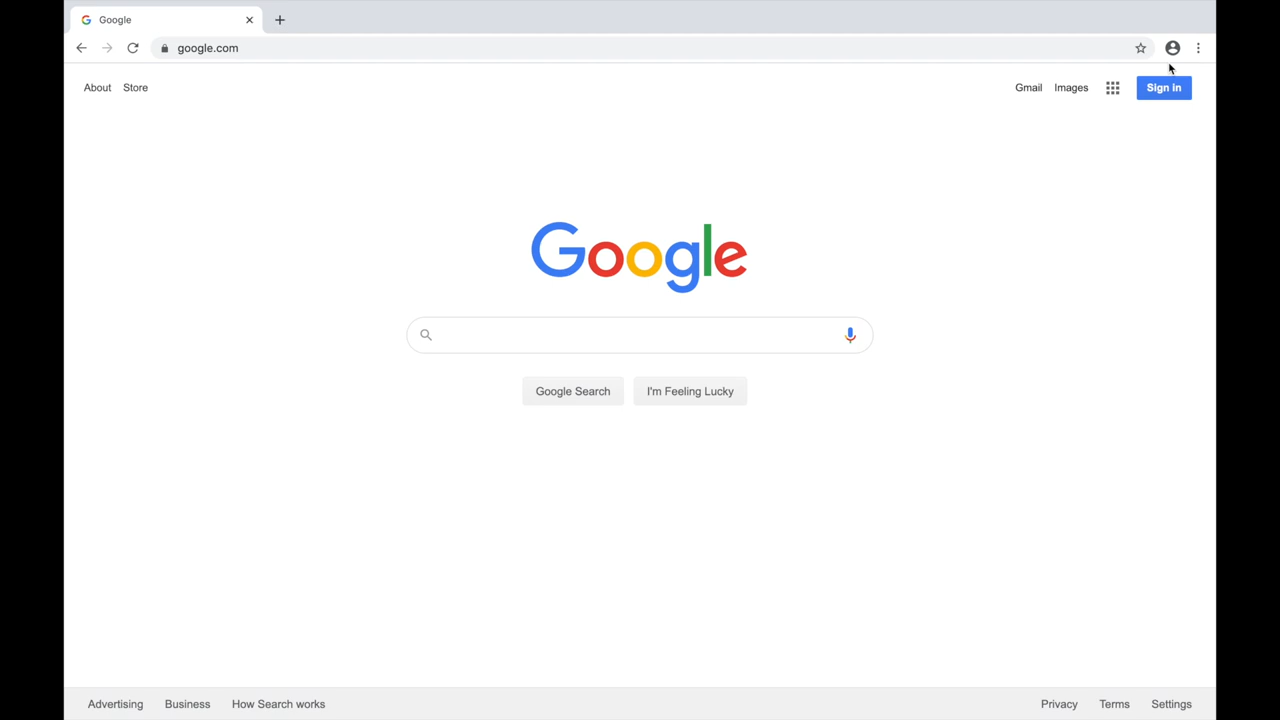 Google
google.com
About Store Gmail Images Sign in
Google
Google Search I'm Feeling Lucky
Advertising Business How Search works Privacy Terms Settings